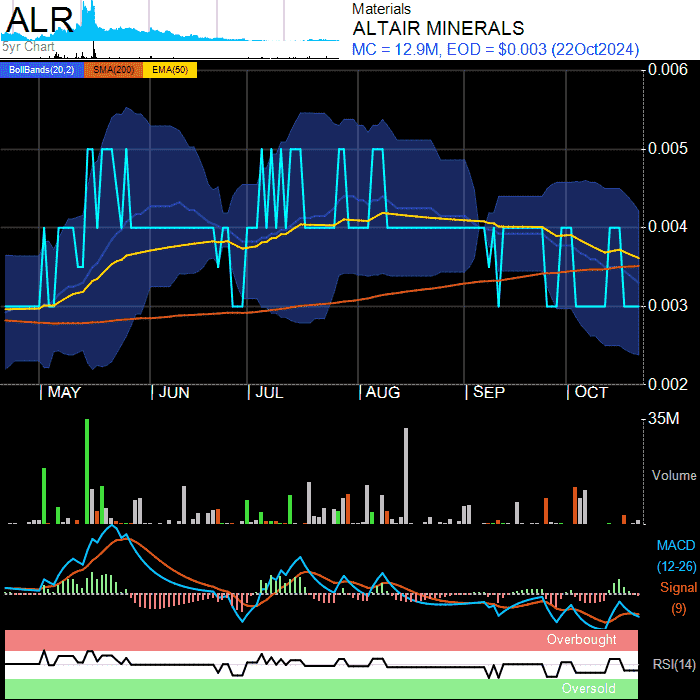 ALR
5yr Chart
Materials
ALTAIR MINERALS
MC = 12.9M, EOD = $0.003 (22Oct2024)
BollBands(20,2) SMA(200) EMA(50)
0.006
0.005
0.004
0.003
0.002
MAY JUN JUL AUG SEP OCT
35M
Volume
MACD
(12-26)
Signal
(9)
Overbought
RSI(14)
Oversold